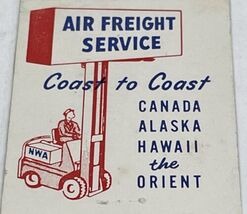 AIR FREIGHT
SERVICE
Coast to Coast
CANADA
ALASKA
HAWAII
the
ORIENT
NWA